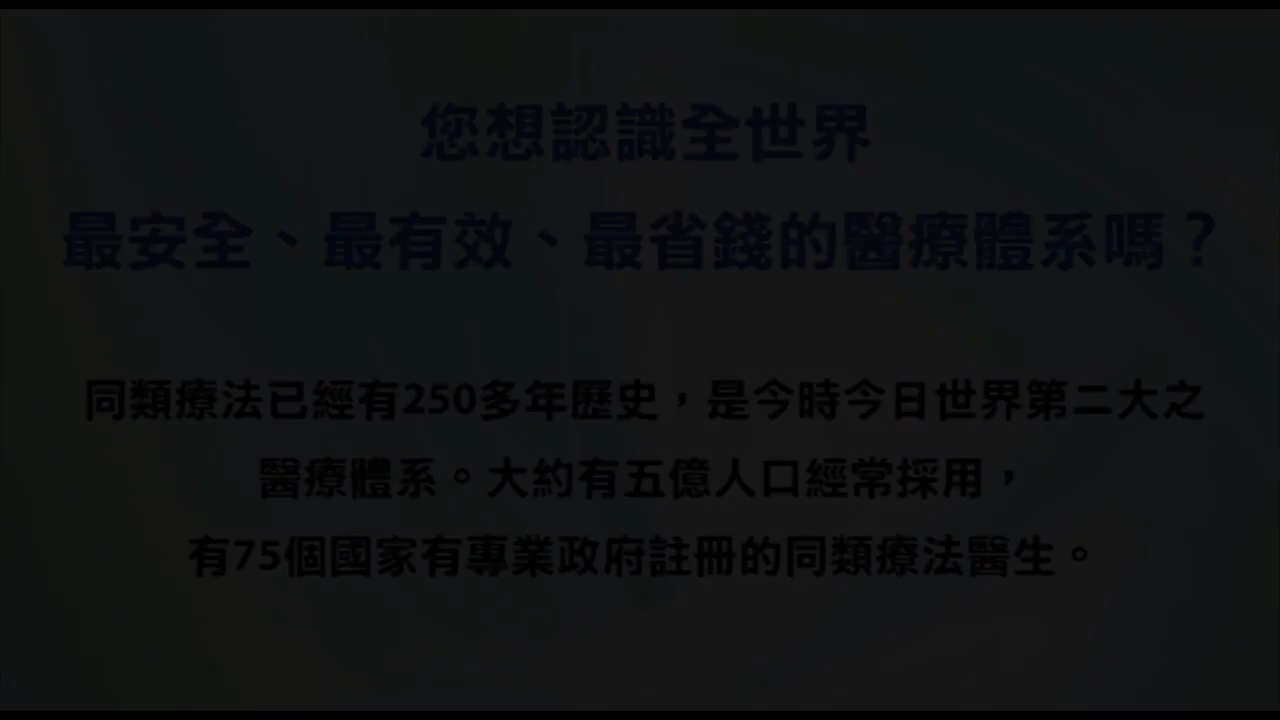 您想認識全世界
最安全、最有效、最省錢的醫療體系嗎？
同類療法已經有250多年歷史，是今時今日世界第二大之
醫療體系。大約有五億人口經常採用，
有75個國家有專業政府註冊的同類療法醫生。